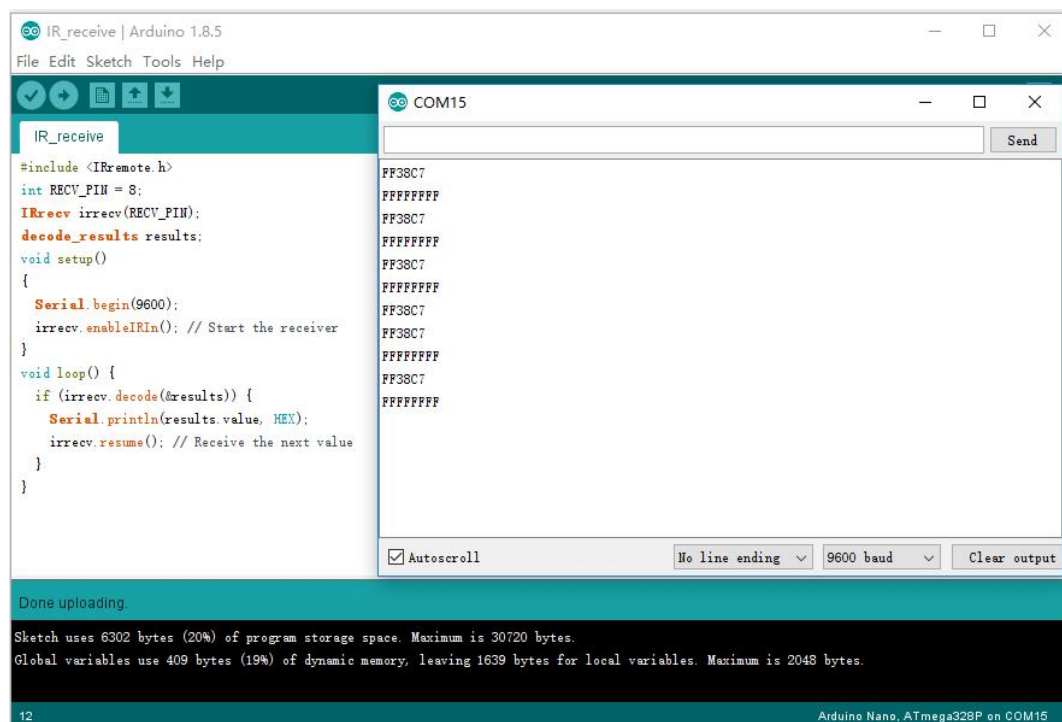 IR_receive | Arduino 1.8.5
File Edit Sketch Tools Help
IR_receive
#include <IRremote.h>
int RECV_PIN = 8;
IRrecv irrecv(RECV_PIN);
decode_results results;
void setup()
{
  Serial.begin(9600);
  irrecv.enableIRIn(); // Start the receiver
}
void loop() {
  if (irrecv.decode(&results)) {
    Serial.println(results.value, HEX);
    irrecv.resume(); // Receive the next value
  }
}
COM15
Send
FF38C7
FFFFFFFF
FF38C7
FFFFFFFF
FF38C7
FFFFFFFF
FF38C7
FF38C7
FFFFFFFF
FF38C7
FFFFFFFF
Autoscroll No line ending 9600 baud Clear output
Done uploading.
Sketch uses 6302 bytes (20%) of program storage space. Maximum is 30720 bytes.
Global variables use 409 bytes (19%) of dynamic memory, leaving 1639 bytes for local variables. Maximum is 2048 bytes.
12 Arduino Nano, ATmega328P on COM15